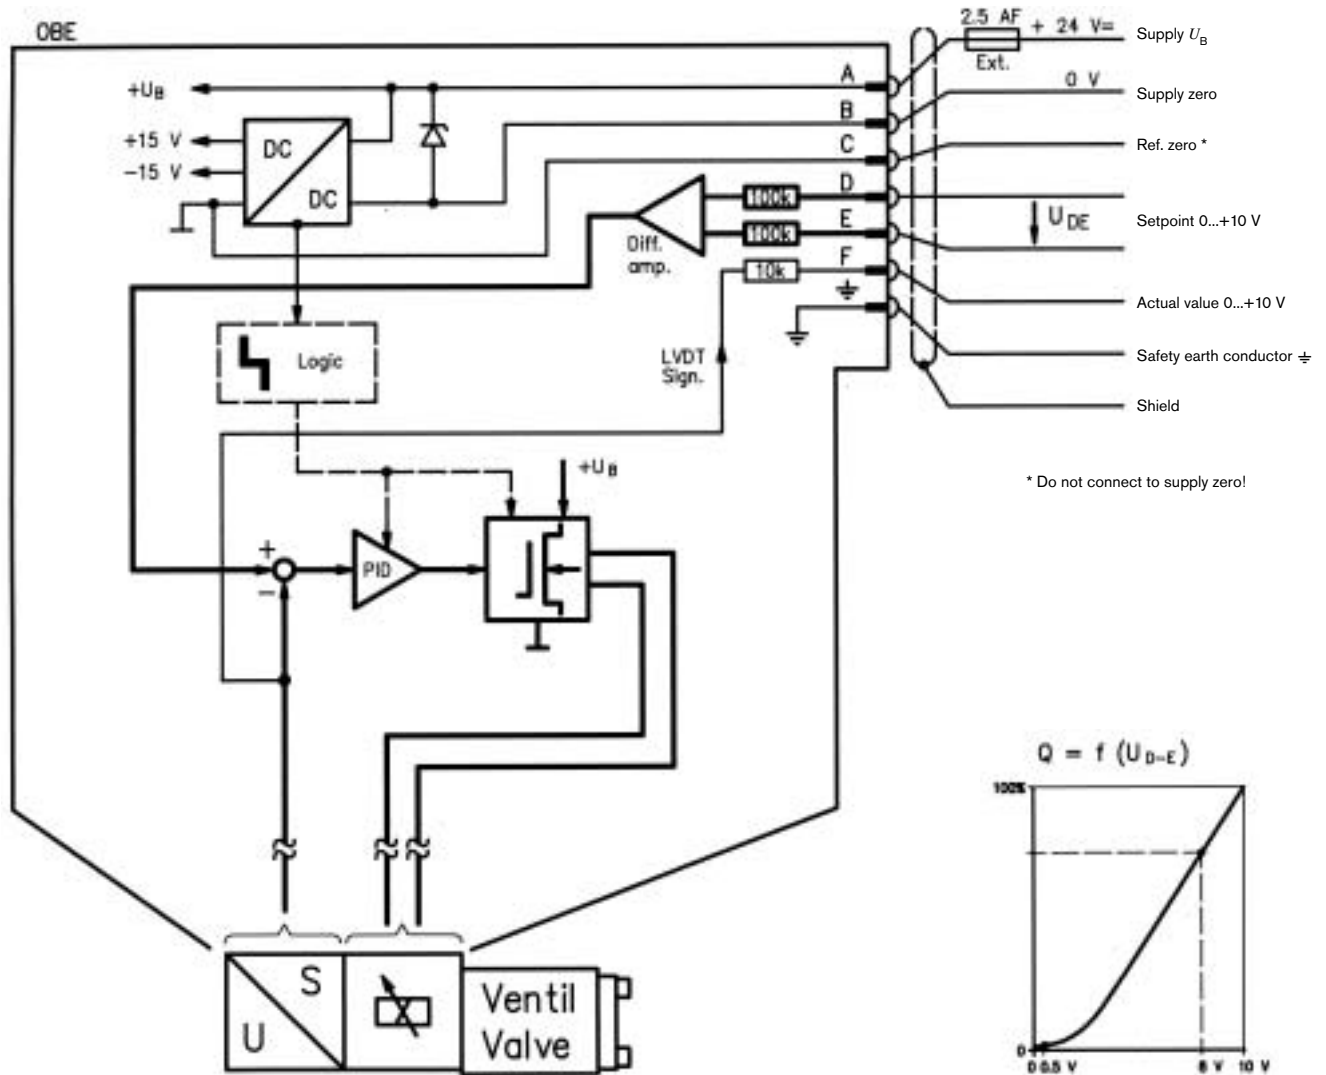 OBE
2.5 AF
+ 24 V=
Supply U_B
Ext.
A
+U_B
0 V
B
Supply zero
+15 V
DC
C
Ref. zero *
-15 V
DC
D
100k
E
100k
U_DE
Setpoint 0...+10 V
Diff.
amp.
F
10k
Actual value 0...+10 V
Logic
LVDT
Sign.
Safety earth conductor ⏚
Shield
+U_B
* Do not connect to supply zero!
+
−
PID
Q = f (U_D-E)
100%
0
0 0.5 V
8 V
10 V
S
U
Ventil
Valve